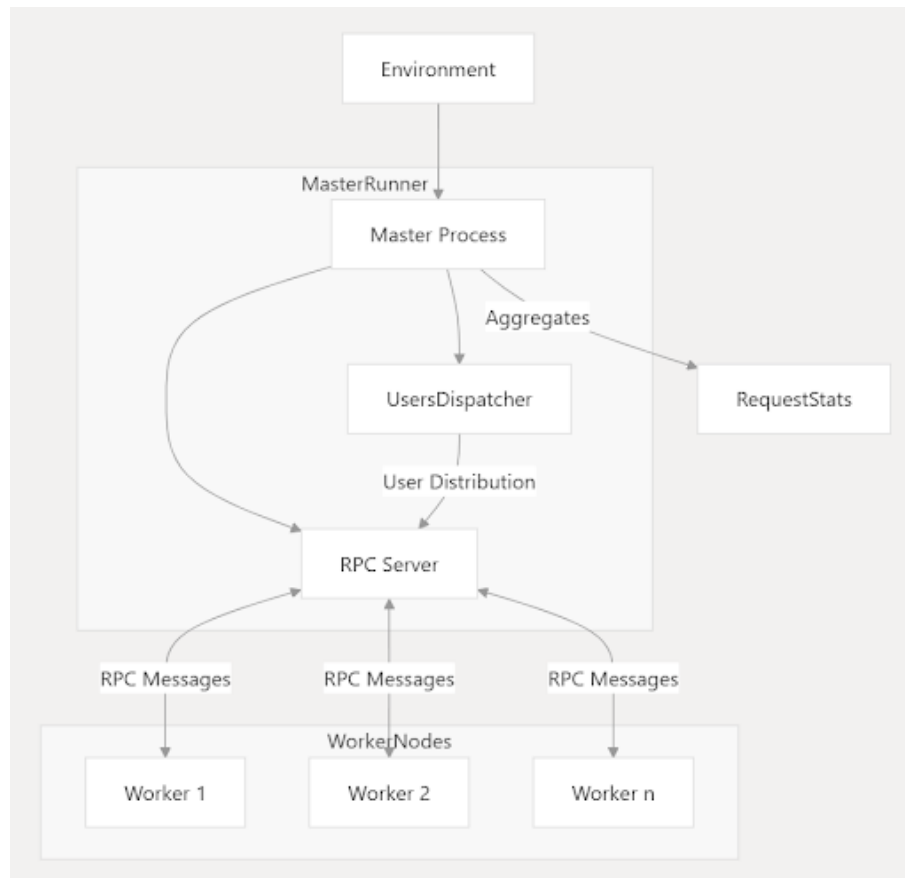 Environment
MasterRunner
Master Process
Aggregates
UsersDispatcher
RequestStats
User Distribution
RPC Server
RPC Messages
RPC Messages
RPC Messages
WorkerNodes
Worker 1
Worker 2
Worker n